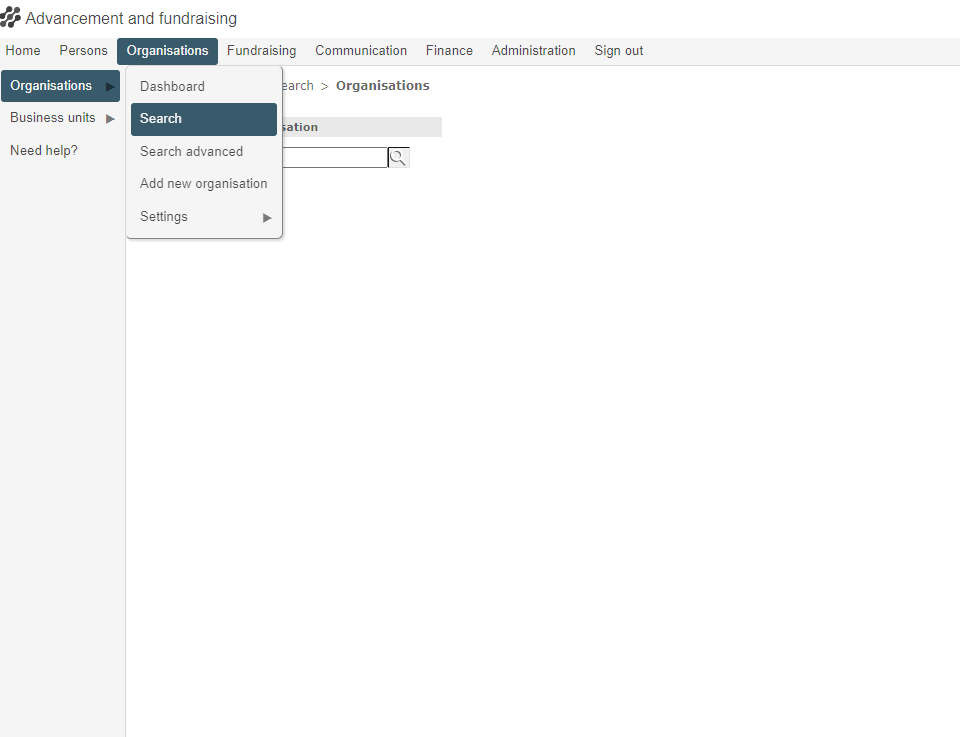 Advancement and fundraising
Home Persons Organisations Fundraising Communication Finance Administration Sign out
Organisations
Business units
Need help?
Dashboard
Search
Search advanced
Add new organisation
Settings
earch > Organisations
sation